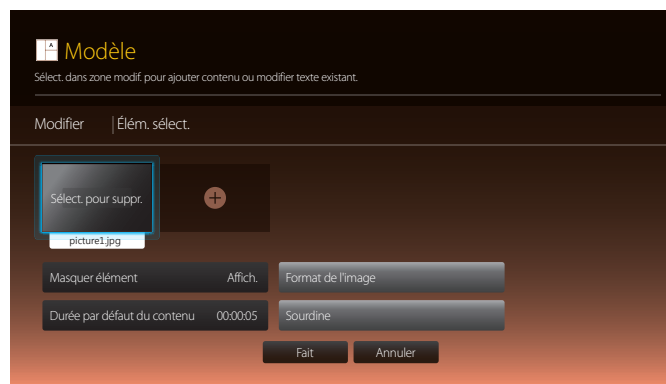 A
Modèle
Sélect. dans zone modif. pour ajouter contenu ou modifier texte existant.
Modifier Élém. sélect.
Sélect. pour suppr.
picture1.jpg
Masquer élément Affich. Format de l'image
Durée par défaut du contenu 00:00:05 Sourdine
Fait Annuler